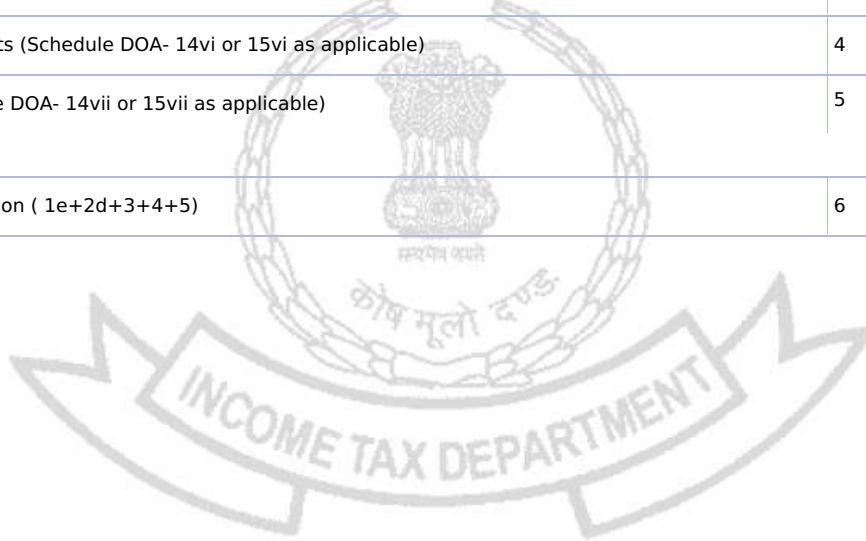 ts (Schedule DOA- 14vi or 15vi as applicable) 4
e DOA- 14vii or 15vii as applicable) 5
on ( 1e+2d+3+4+5) 6
सत्यमेव जयते
कोष मूलो दण्ड:
INCOME TAX DEPARTMENT